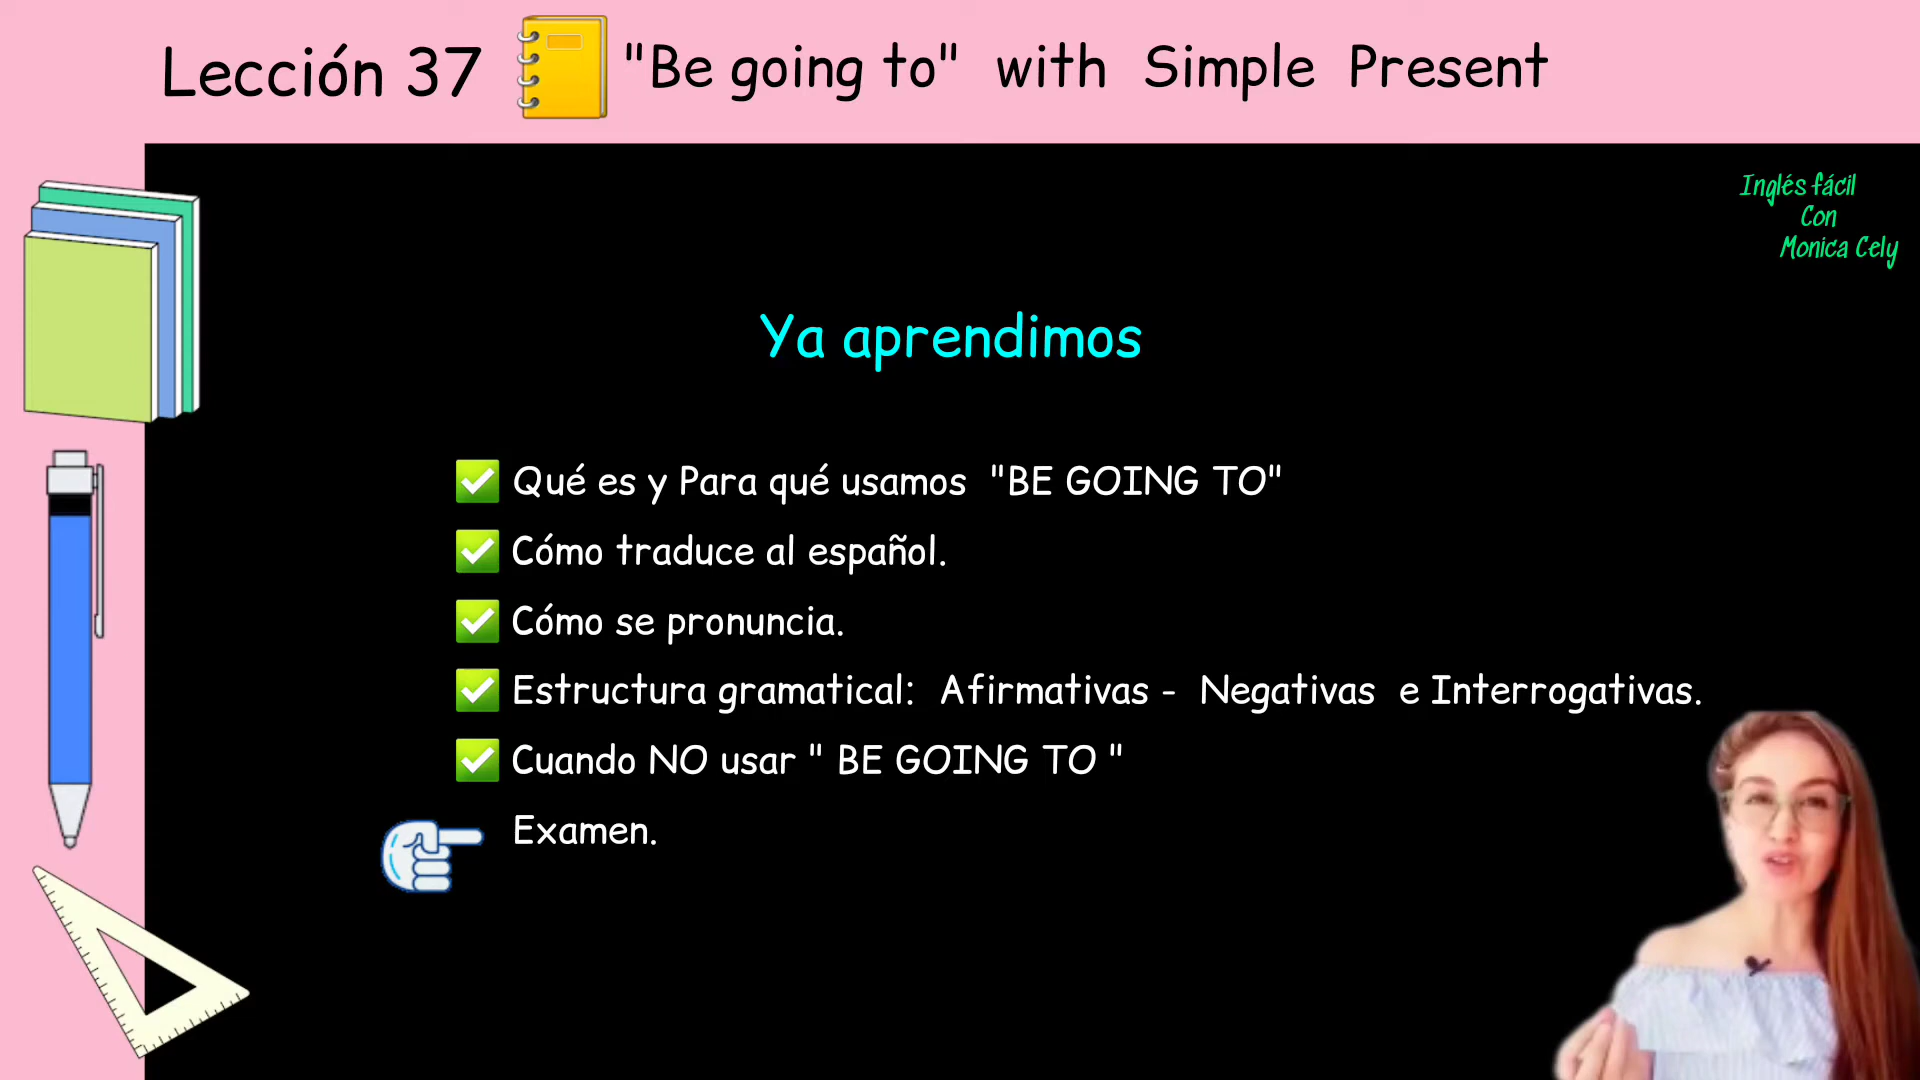 Lección 37 "Be going to" with Simple Present
Inglés fácil
Con
Monica Cely
Ya aprendimos
Qué es y Para qué usamos "BE GOING TO"
Cómo traduce al español.
Cómo se pronuncia.
Estructura gramatical: Afirmativas - Negativas e Interrogativas.
Cuando NO usar " BE GOING TO "
Examen.